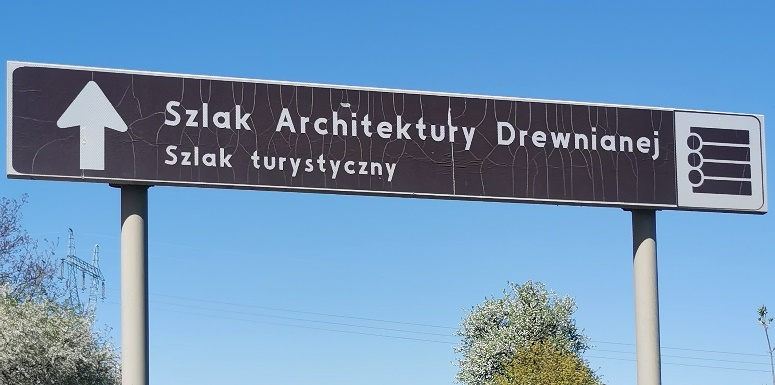 Szlak Architektury Drewnianej
Szlak turystyczny